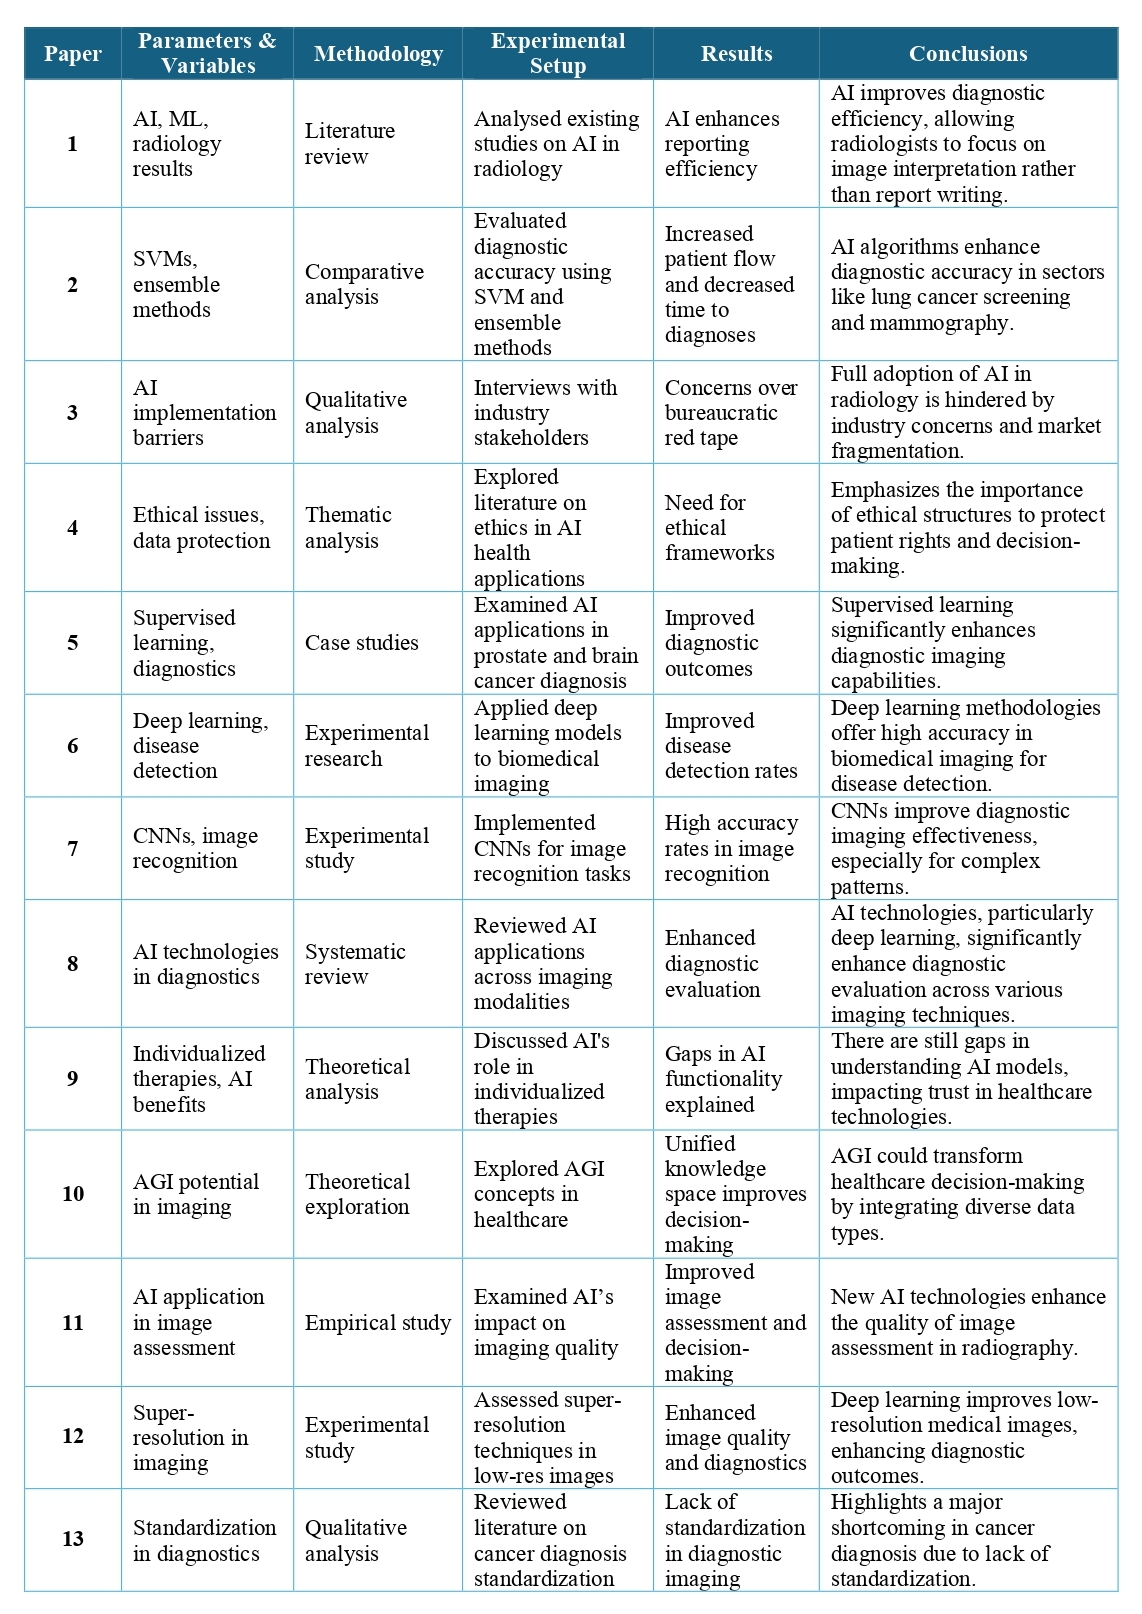 Paper
Parameters &
Variables
Methodology
Experimental
Setup
Results
Conclusions
1
AI, ML,
radiology
results
Literature
review
Analysed existing
studies on AI in
radiology
AI enhances
reporting
efficiency
AI improves diagnostic
efficiency, allowing
radiologists to focus on
image interpretation rather
than report writing.
2
SVMs,
ensemble
methods
Comparative
analysis
Evaluated
diagnostic
accuracy using
SVM and
ensemble
methods
Increased
patient flow
and decreased
time to
diagnoses
AI algorithms enhance
diagnostic accuracy in sectors
like lung cancer screening
and mammography.
3
AI
implementation
barriers
Qualitative
analysis
Interviews with
industry
stakeholders
Concerns over
bureaucratic
red tape
Full adoption of AI in
radiology is hindered by
industry concerns and market
fragmentation.
4
Ethical issues,
data protection
Thematic
analysis
Explored
literature on
ethics in AI
health
applications
Need for
ethical
frameworks
Emphasizes the importance
of ethical structures to protect
patient rights and decision-
making.
5
Supervised
learning,
diagnostics
Case studies
Examined AI
applications in
prostate and brain
cancer diagnosis
Improved
diagnostic
outcomes
Supervised learning
significantly enhances
diagnostic imaging
capabilities.
6
Deep learning,
disease
detection
Experimental
research
Applied deep
learning models
to biomedical
imaging
Improved
disease
detection rates
Deep learning methodologies
offer high accuracy in
biomedical imaging for
disease detection.
7
CNNs, image
recognition
Experimental
study
Implemented
CNNs for image
recognition tasks
High accuracy
rates in image
recognition
CNNs improve diagnostic
imaging effectiveness,
especially for complex
patterns.
8
AI technologies
in diagnostics
Systematic
review
Reviewed AI
applications
across imaging
modalities
Enhanced
diagnostic
evaluation
AI technologies, particularly
deep learning, significantly
enhance diagnostic
evaluation across various
imaging techniques.
9
Individualized
therapies, AI
benefits
Theoretical
analysis
Discussed AI's
role in
individualized
therapies
Gaps in AI
functionality
explained
There are still gaps in
understanding AI models,
impacting trust in healthcare
technologies.
10
AGI potential
in imaging
Theoretical
exploration
Explored AGI
concepts in
healthcare
Unified
knowledge
space improves
decision-
making
AGI could transform
healthcare decision-making
by integrating diverse data
types.
11
AI application
in image
assessment
Empirical study
Examined AI’s
impact on
imaging quality
Improved
image
assessment and
decision-
making
New AI technologies enhance
the quality of image
assessment in radiography.
12
Super-
resolution in
imaging
Experimental
study
Assessed super-
resolution
techniques in
low-res images
Enhanced
image quality
and diagnostics
Deep learning improves low-
resolution medical images,
enhancing diagnostic
outcomes.
13
Standardization
in diagnostics
Qualitative
analysis
Reviewed
literature on
cancer diagnosis
standardization
Lack of
standardization
in diagnostic
imaging
Highlights a major
shortcoming in cancer
diagnosis due to lack of
standardization.